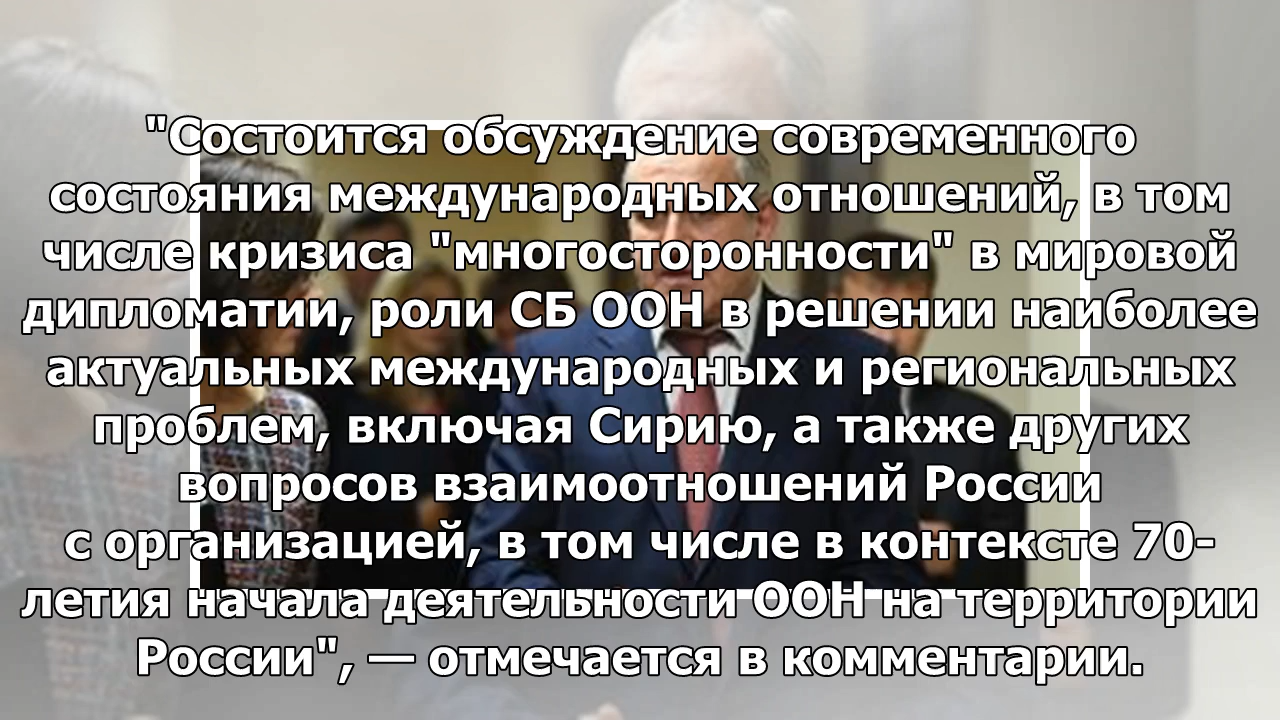 "Состоится обсуждение современного
состояния международных отношений, в том
числе кризиса "многосторонности" в мировой
дипломатии, роли СБ ООН в решении наиболее
актуальных международных и региональных
проблем, включая Сирию, а также других
вопросов взаимоотношений России
с организацией, в том числе в контексте 70-
летия начала деятельности ООН на территории
России", — отмечается в комментарии.